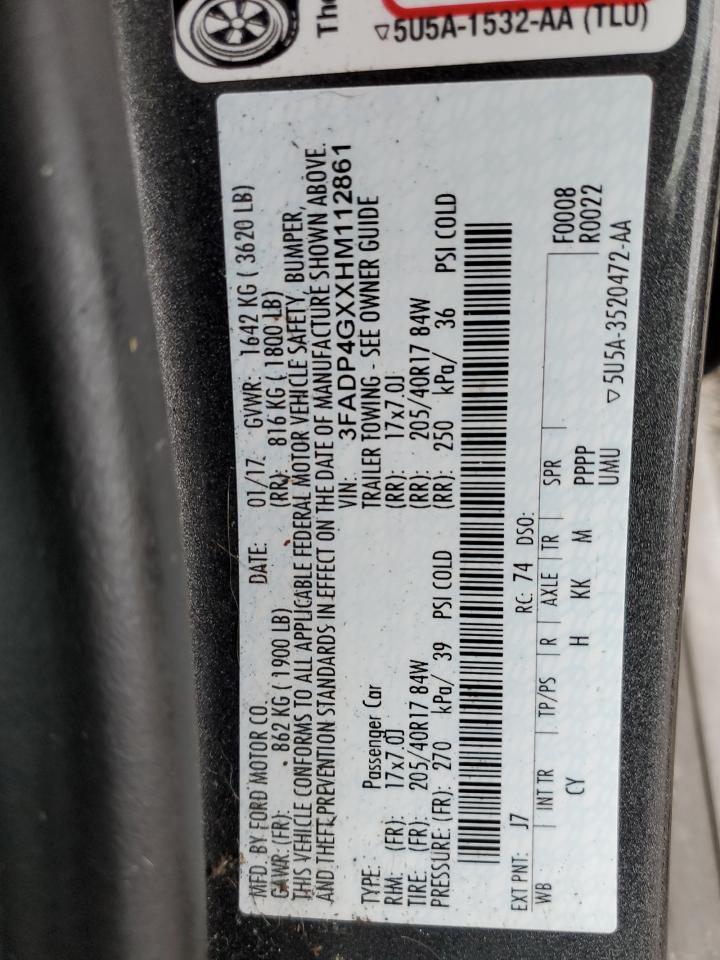 The
▽5U5A-1532-AA (TLU)
MFD. BY FORD MOTOR CO. DATE: 01/17 GVWR: 1642 KG ( 3620 LB)
GAWR: (FR): 862 KG ( 1900 LB) (RR): 816 KG ( 1800 LB)
THIS VEHICLE CONFORMS TO ALL APPLICABLE FEDERAL MOTOR VEHICLE SAFETY, BUMPER,
AND THEFT PREVENTION STANDARDS IN EFFECT ON THE DATE OF MANUFACTURE SHOWN ABOVE.
VIN: 3FADP4GXXHM112861
TYPE: Passenger Car TRAILER TOWING - SEE OWNER GUIDE
RHM: (FR): 17x7.0J (RR): 17x7.0J
TIRE: (FR): 205/40R17 84W (RR): 205/40R17 84W
PRESSURE: (FR): 270 kPa/ 39 PSI COLD (RR): 250 kPa/ 36 PSI COLD
EXT PNT: J7 RC: 74 DSO:
WB INT TR TP/PS R AXLE TR SPR F0008
CY H KK M PPPP R0022
UMU
▽5U5A-3520472-AA